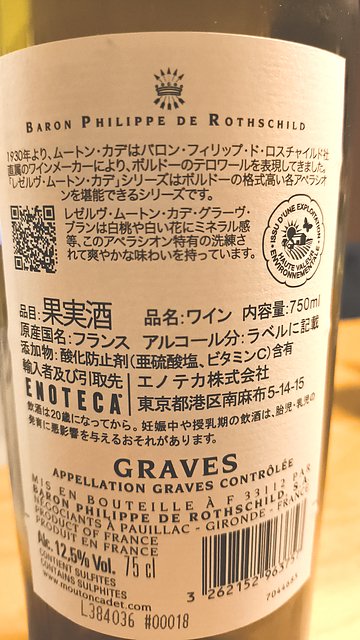 BARON PHILIPPE DE ROTHSCHILD
1930年より、ムートン・カデはバロン・フィリップ・ド・ロスチャイルド社
直属のワインメーカーにより、ボルドーのテロワールを表現してきました。
「レゼルヴ・ムートン・カデ」シリーズはボルドーの格式高い各アペラシオ
ンを堪能できるシリーズです。
レゼルヴ・ムートン・カデ・グラーヴ・
ブランは白桃や白い花にミネラル感
等、このアペラシオン特有の洗練さ
れて爽やかな味わいを持っています。
• ISSU D'UNE EXPLOITATION •
HAUTE VALEUR
ENVIRONNEMENTALE
品目:果実酒 品名:ワイン 内容量:750ml
原産国名:フランス アルコール分:ラベルに記載
添加物:酸化防止剤(亜硫酸塩、ビタミンC)含有
輸入者及び引取先
ENOTECA エノテカ株式会社
東京都港区南麻布5-14-15
飲酒は20歳になってから。妊娠中や授乳期の飲酒は、胎児・乳児の
発育に悪影響を与えるおそれがあります。
GRAVES
APPELLATION GRAVES CONTRÔLÉE
MIS EN BOUTEILLE À F 33112 PAR
BARON PHILIPPE DE ROTHSCHILD
NÉGOCIANTS À PAUILLAC - GIRONDE - FRANCE
PRODUCT OF FRANCE
PRODUIT EN FRANCE
Alc. 12,5% Vol. 75 cl
CONTIENT SULFITES
CONTAINS SULPHITES
www.moutoncadet.com
L384036 #00018
3 262152 963